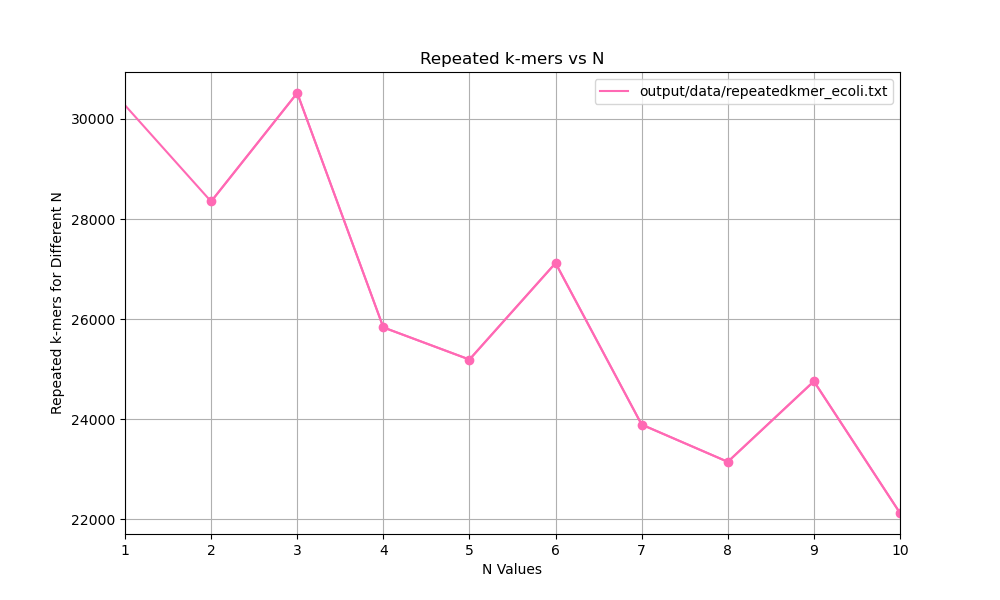 Repeated k-mers vs N
output/data/repeatedkmer_ecoli.txt
Repeated k-mers for Different N
30000
28000
26000
24000
22000
1 2 3 4 5 6 7 8 9 10
N Values